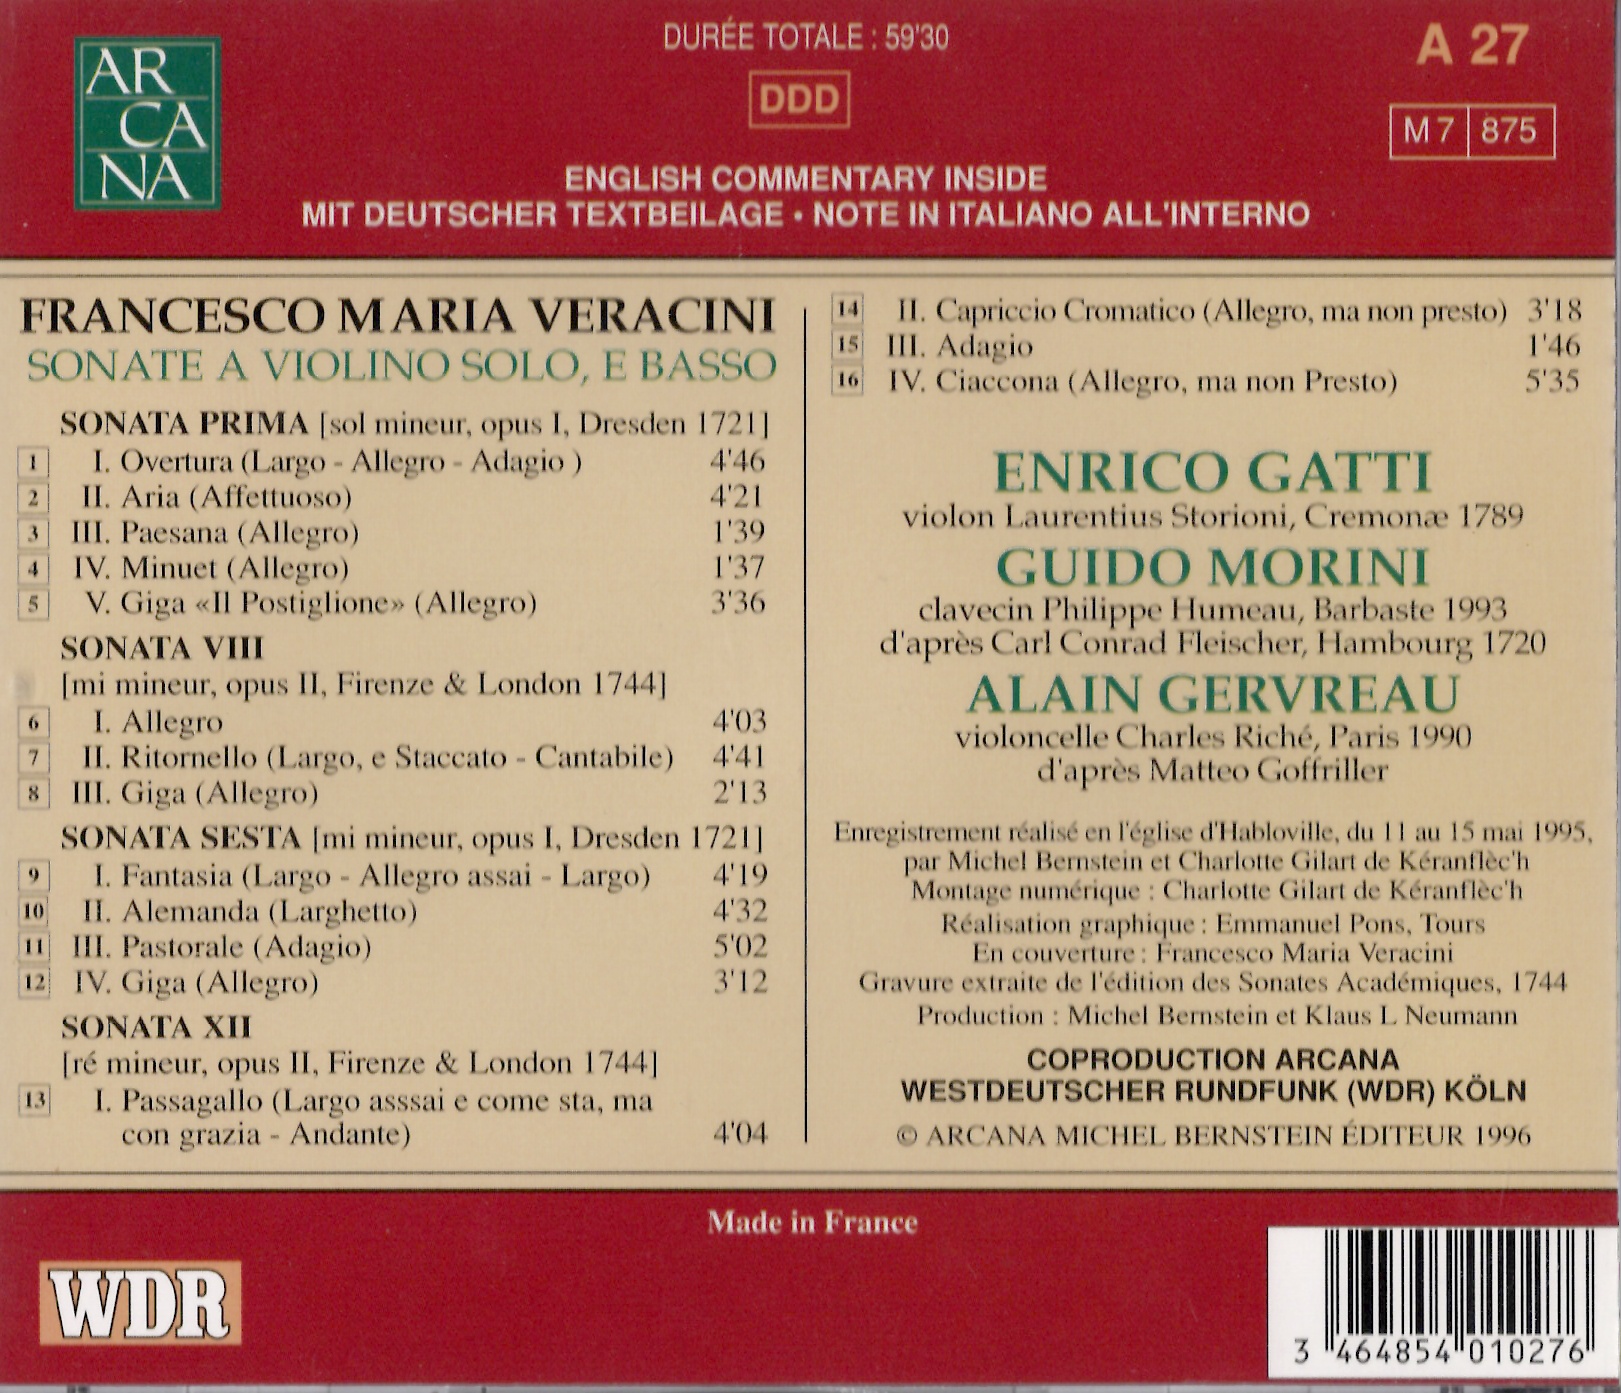 AR
CA
NA
DURÉE TOTALE : 59'30
DDD
ENGLISH COMMENTARY INSIDE
MIT DEUTSCHER TEXTBEILAGE • NOTE IN ITALIANO ALL'INTERNO
A 27
M 7 875
FRANCESCO MARIA VERACINI
SONATE A VIOLINO SOLO, E BASSO
SONATA PRIMA [sol mineur, opus I, Dresden 1721]
1 I. Overtura (Largo - Allegro - Adagio ) 4'46
2 II. Aria (Affettuoso) 4'21
3 III. Paesana (Allegro) 1'39
4 IV. Minuet (Allegro) 1'37
5 V. Giga «Il Postiglione» (Allegro) 3'36
SONATA VIII
[mi mineur, opus II, Firenze & London 1744]
6 I. Allegro 4'03
7 II. Ritornello (Largo, e Staccato - Cantabile) 4'41
8 III. Giga (Allegro) 2'13
SONATA SESTA [mi mineur, opus I, Dresden 1721]
9 I. Fantasia (Largo - Allegro assai - Largo) 4'19
10 II. Alemanda (Larghetto) 4'32
11 III. Pastorale (Adagio) 5'02
12 IV. Giga (Allegro) 3'12
SONATA XII
[ré mineur, opus II, Firenze & London 1744]
13 I. Passagallo (Largo asssai e come sta, ma
con grazia - Andante) 4'04
14 II. Capriccio Cromatico (Allegro, ma non presto) 3'18
15 III. Adagio 1'46
16 IV. Ciaccona (Allegro, ma non Presto) 5'35
ENRICO GATTI
violon Laurentius Storioni, Cremonæ 1789
GUIDO MORINI
clavecin Philippe Humeau, Barbaste 1993
d'après Carl Conrad Fleischer, Hambourg 1720
ALAIN GERVREAU
violoncelle Charles Riché, Paris 1990
d'après Matteo Goffriller
Enregistrement réalisé en l'église d'Habloville, du 11 au 15 mai 1995,
par Michel Bernstein et Charlotte Gilart de Kéranflèc'h
Montage numérique : Charlotte Gilart de Kéranflèc'h
Réalisation graphique : Emmanuel Pons, Tours
En couverture : Francesco Maria Veracini
Gravure extraite de l'édition des Sonates Académiques, 1744
Production : Michel Bernstein et Klaus L Neumann
COPRODUCTION ARCANA
WESTDEUTSCHER RUNDFUNK (WDR) KÖLN
© ARCANA MICHEL BERNSTEIN ÉDITEUR 1996
Made in France
WDR
3 464854 010276